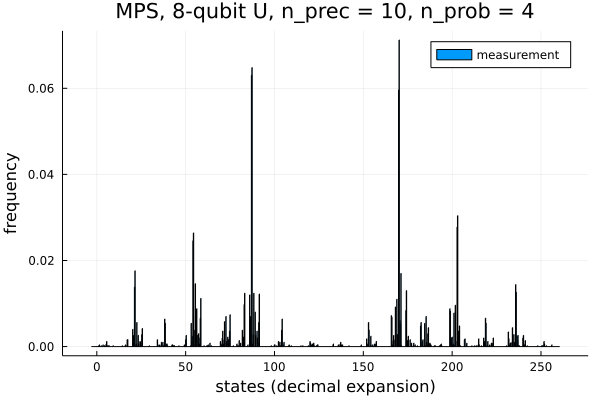 MPS, 8-qubit U, n_prec = 10, n_prob = 4
measurement
frequency
0.06
0.04
0.02
0.00
0 50 100 150 200 250
states (decimal expansion)